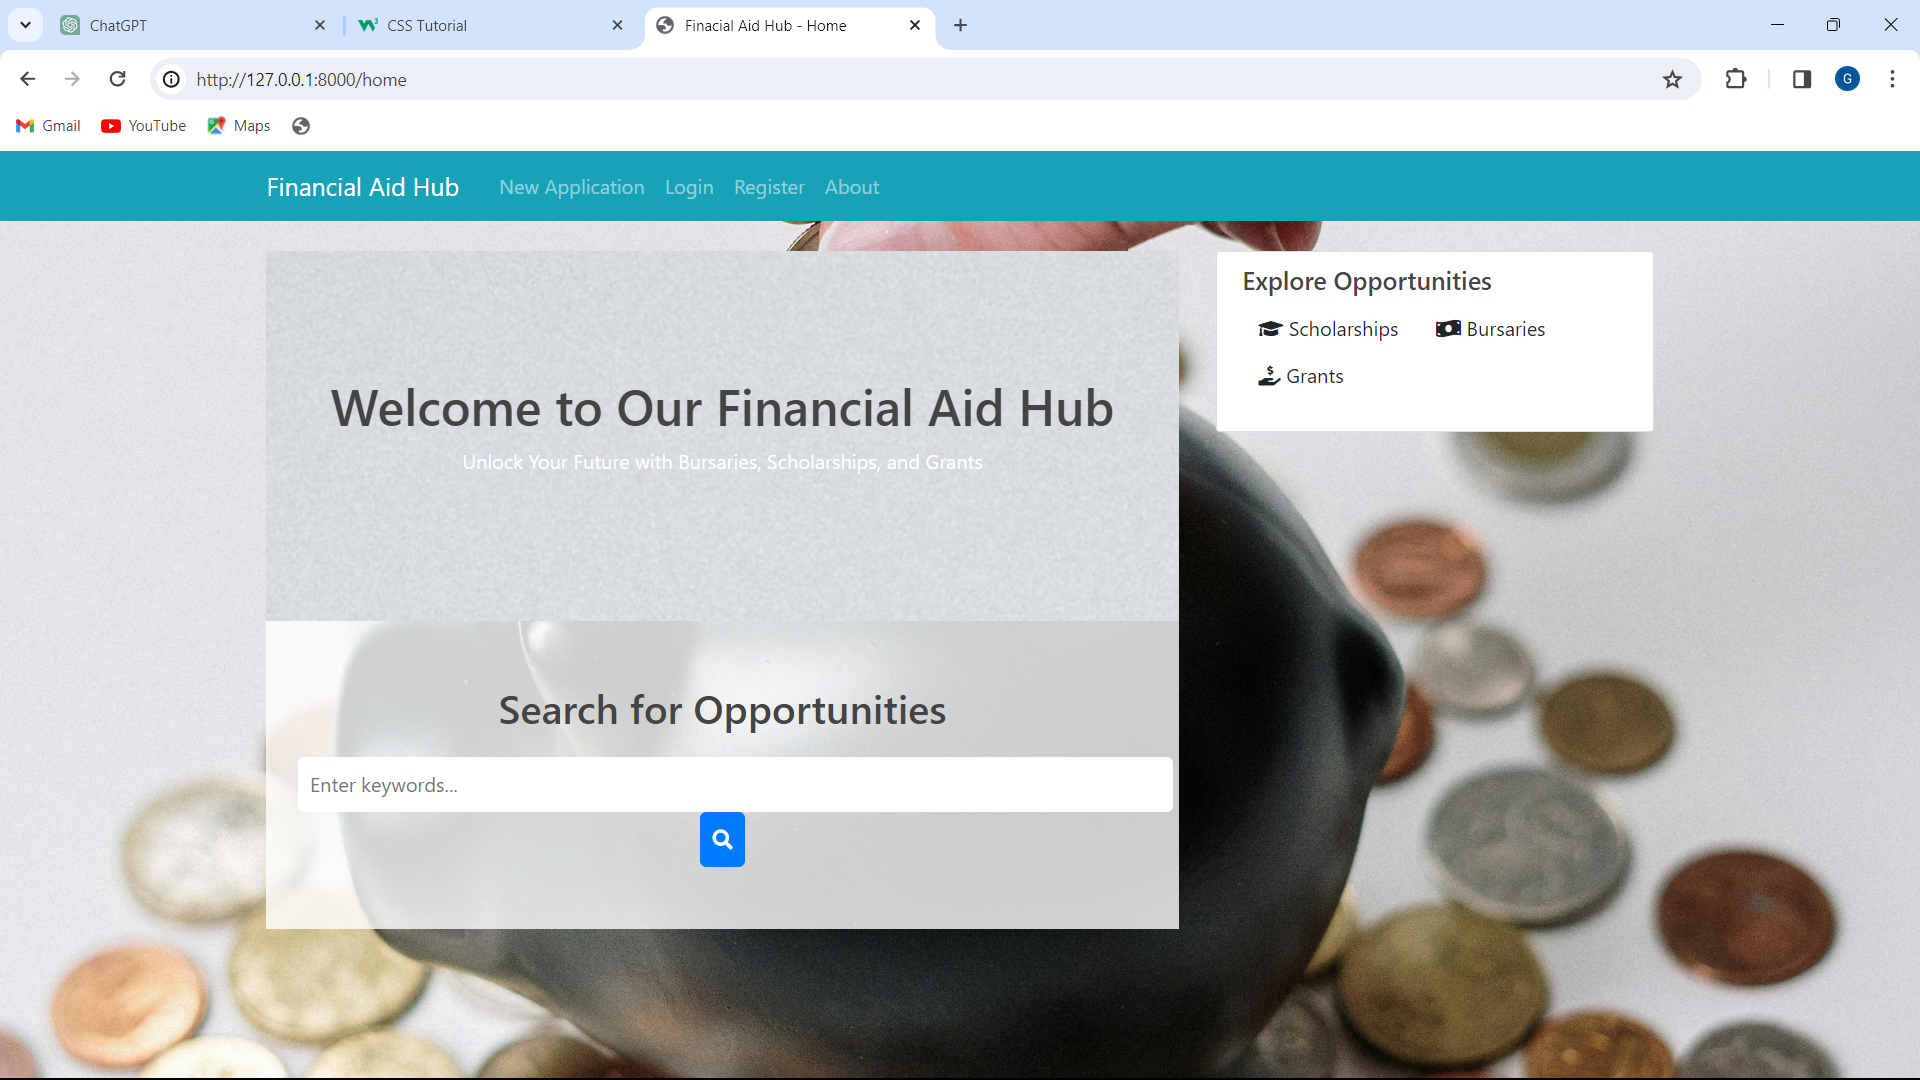 ChatGPT
CSS Tutorial
Finacial Aid Hub - Home
http://127.0.0.1:8000/home
G
Gmail
YouTube
Maps
Financial Aid Hub
New Application
Login
Register
About
Welcome to Our Financial Aid Hub
Unlock Your Future with Bursaries, Scholarships, and Grants
Explore Opportunities
Scholarships
Bursaries
Grants
Search for Opportunities
Enter keywords...